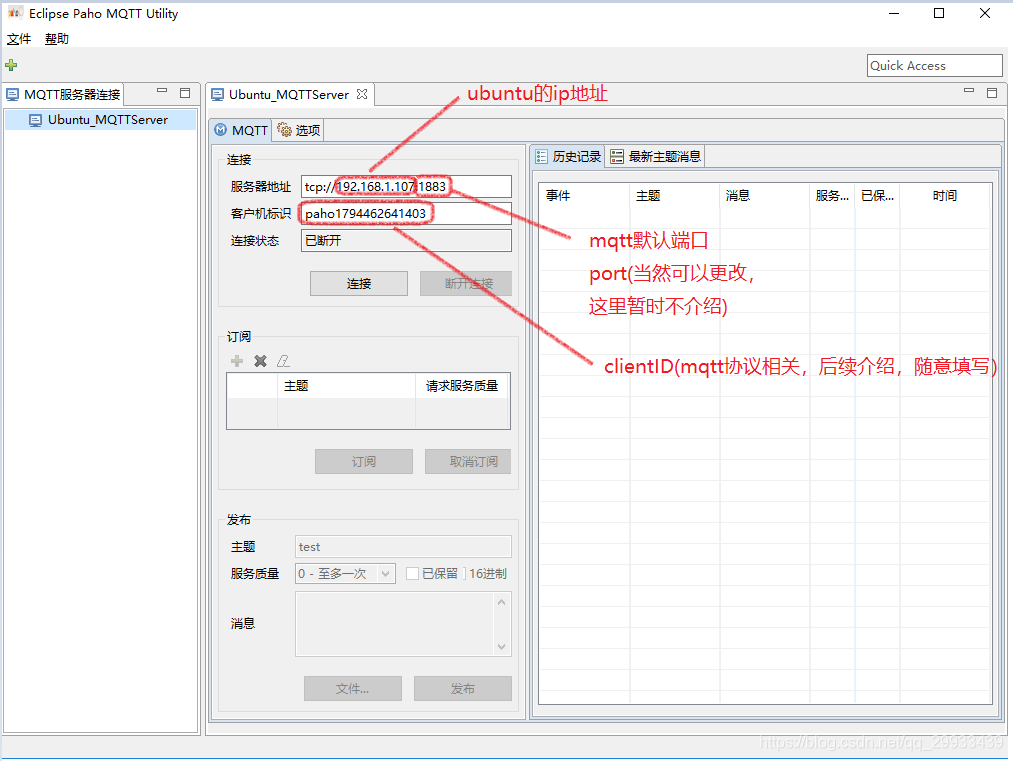 Eclipse Paho MQTT Utility
文件 帮助
Quick Access
MQTT服务器连接
Ubuntu_MQTTServer
Ubuntu_MQTTServer
ubuntu的ip地址
MQTT 选项
连接
服务器地址 tcp://192.168.1.107:1883
客户机标识 paho1794462641403
连接状态 已断开
连接 断开连接
订阅
主题 请求服务质量
订阅 取消订阅
发布
主题 test
服务质量 0 - 至多一次 已保留 16进制
消息
文件... 发布
历史记录 最新主题消息
事件 主题 消息 服务... 已保... 时间
mqtt默认端口
port(当然可以更改，
这里暂时不介绍)
clientID(mqtt协议相关，后续介绍，随意填写)
https://blog.csdn.net/qq_29933439